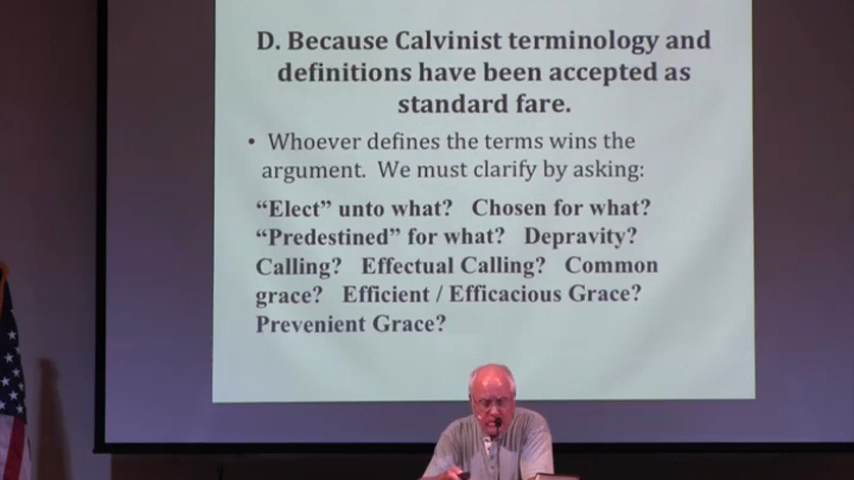 D. Because Calvinist terminology and
definitions have been accepted as
standard fare.
• Whoever defines the terms wins the
argument. We must clarify by asking:
“Elect” unto what? Chosen for what?
“Predestined” for what? Depravity?
Calling? Effectual Calling? Common
grace? Efficient / Efficacious Grace?
Prevenient Grace?